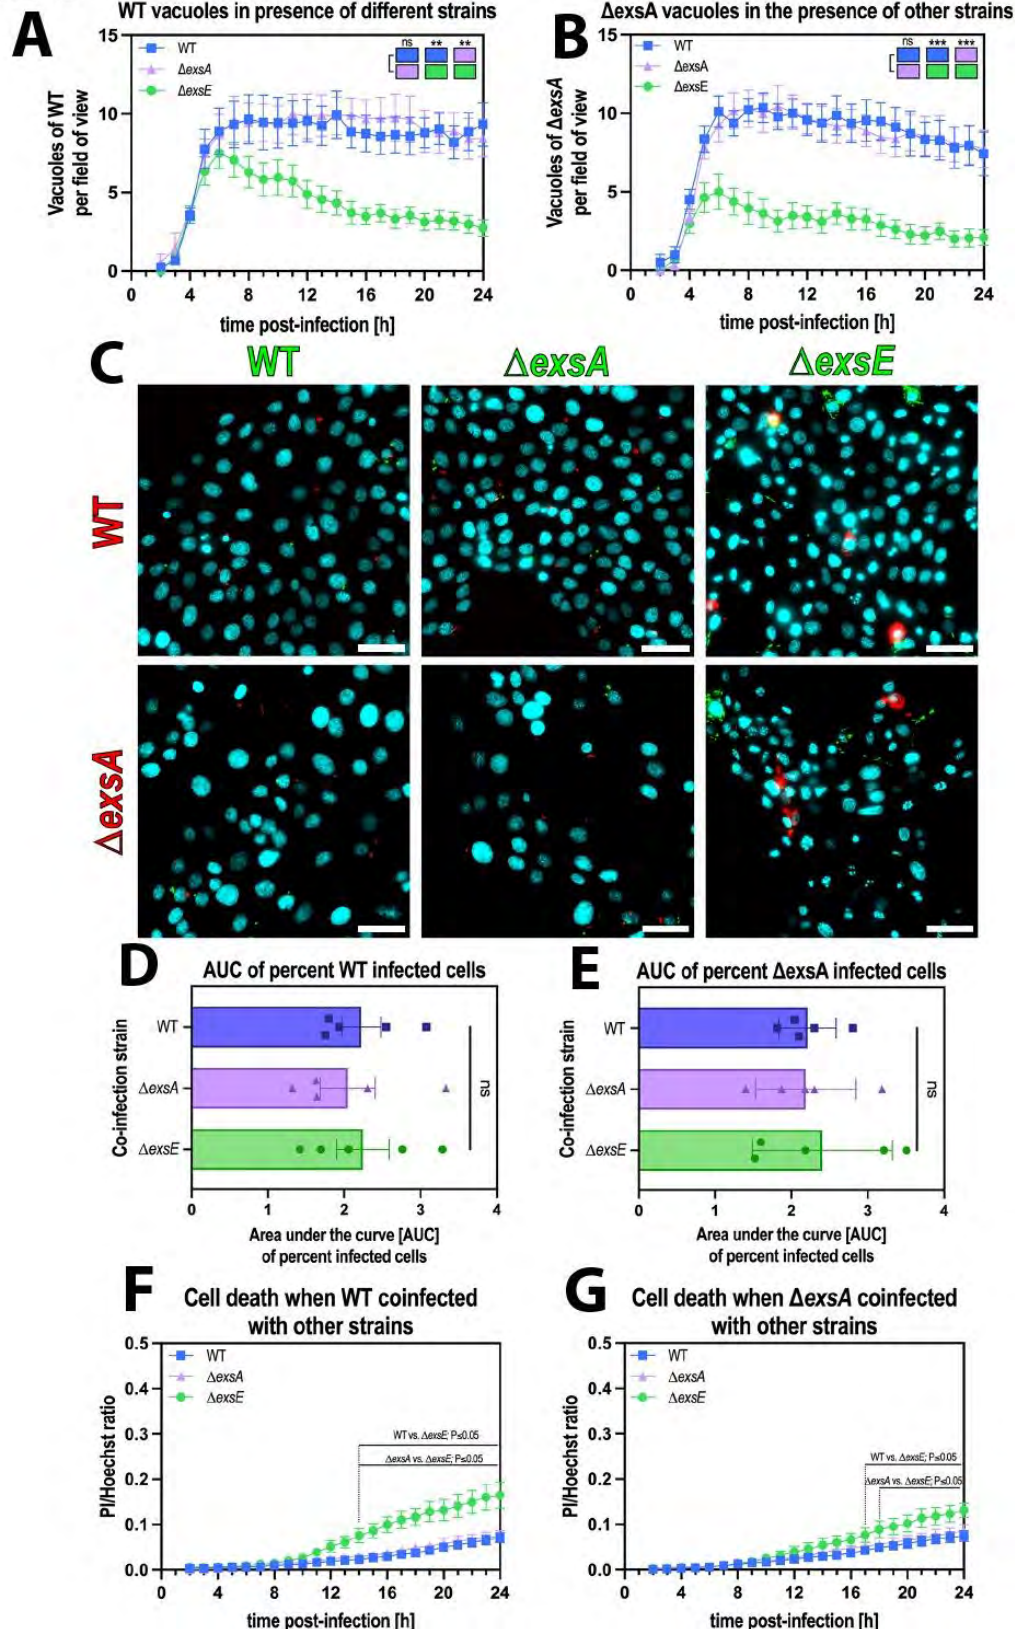 A
WT vacuoles in presence of different strains
Vacuoles of WT
per field of view
15
10
5
0
WT
ΔexsA
ΔexsE
ns ** **
0 4 8 12 16 20 24
time post-infection [h]
B
ΔexsA vacuoles in the presence of other strains
Vacuoles of ΔexsA
per field of view
15
10
5
0
WT
ΔexsA
ΔexsE
ns *** ***
0 4 8 12 16 20 24
time post-infection [h]
C
WT ΔexsA ΔexsE
WT
ΔexsA
D
AUC of percent WT infected cells
Co-infection strain
WT
ΔexsA
ΔexsE
ns
0 1 2 3 4
Area under the curve [AUC]
of percent infected cells
E
AUC of percent ΔexsA infected cells
Co-infection strain
WT
ΔexsA
ΔexsE
ns
0 1 2 3 4
Area under the curve [AUC]
of percent infected cells
F
Cell death when WT coinfected
with other strains
PI/Hoechst ratio
0.5
0.4
0.3
0.2
0.1
0.0
WT
ΔexsA
ΔexsE
WT vs. ΔexsE; P≤0.05
ΔexsA vs. ΔexsE; P≤0.05
0 4 8 12 16 20 24
time post-infection [h]
G
Cell death when ΔexsA coinfected
with other strains
PI/Hoechst ratio
0.5
0.4
0.3
0.2
0.1
0.0
WT
ΔexsA
ΔexsE
WT vs. ΔexsE; P≤0.05
ΔexsA vs. ΔexsE; P≤0.05
0 4 8 12 16 20 24
time post-infection [h]